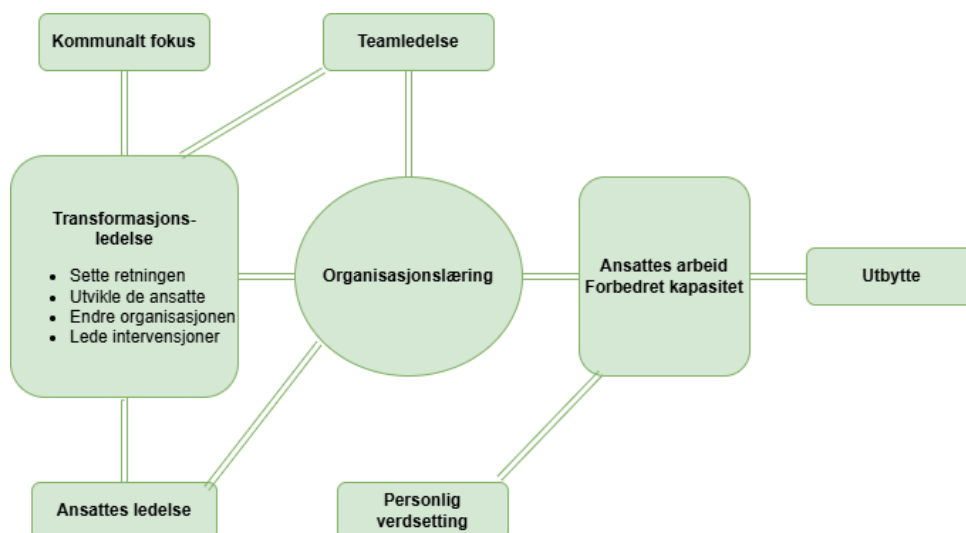 Kommunalt fokus
Teamledelse
Transformasjons-
ledelse
• Sette retningen
• Utvikle de ansatte
• Endre organisasjonen
• Lede intervensjoner
Organisasjonslæring
Ansattes arbeid
Forbedret kapasitet
Utbytte
Ansattes ledelse
Personlig
verdsetting